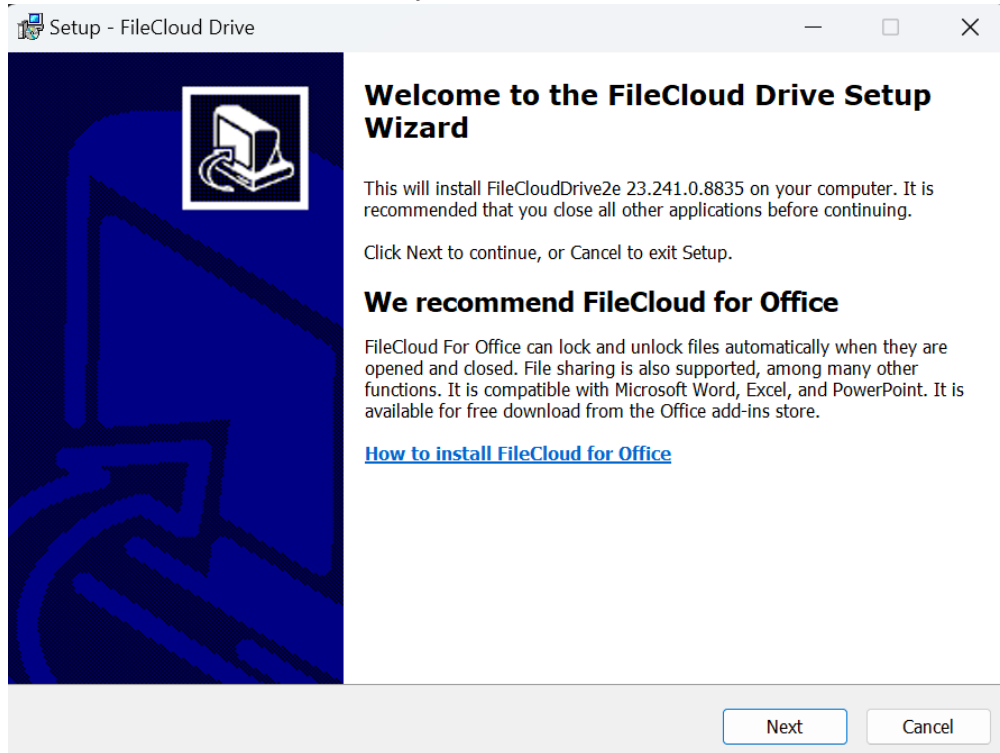 Setup - FileCloud Drive
Welcome to the FileCloud Drive Setup
Wizard
This will install FileCloudDrive2e 23.241.0.8835 on your computer. It is
recommended that you close all other applications before continuing.
Click Next to continue, or Cancel to exit Setup.
We recommend FileCloud for Office
FileCloud For Office can lock and unlock files automatically when they are
opened and closed. File sharing is also supported, among many other
functions. It is compatible with Microsoft Word, Excel, and PowerPoint. It is
available for free download from the Office add-ins store.
How to install FileCloud for Office
Next
Cancel